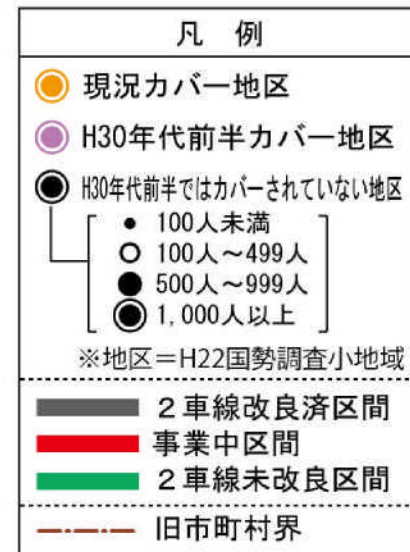 凡 例
現況カバー地区
H30年代前半カバー地区
H30年代前半ではカバーされていない地区
100人未満
100人～499人
500人～999人
1,000人以上
※地区＝H22国勢調査小地域
２車線改良済区間
事業中区間
２車線未改良区間
旧市町村界